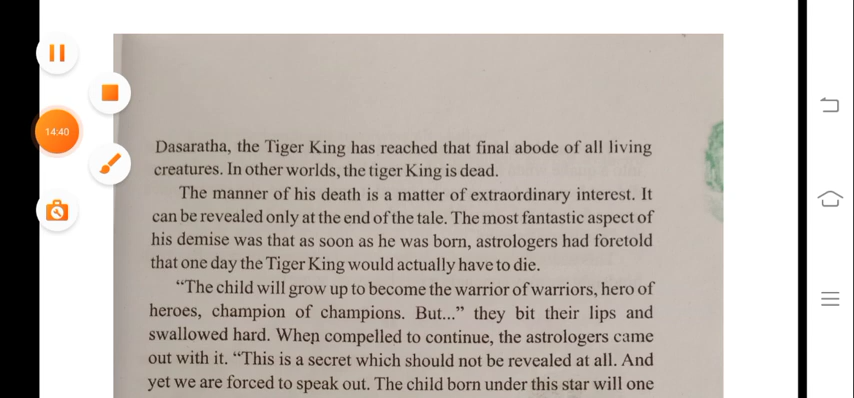 14:40
Dasaratha, the Tiger King has reached that final abode of all living
creatures. In other worlds, the tiger King is dead.
The manner of his death is a matter of extraordinary interest. It
can be revealed only at the end of the tale. The most fantastic aspect of
his demise was that as soon as he was born, astrologers had foretold
that one day the Tiger King would actually have to die.
“The child will grow up to become the warrior of warriors, hero of
heroes, champion of champions. But...” they bit their lips and
swallowed hard. When compelled to continue, the astrologers came
out with it. “This is a secret which should not be revealed at all. And
yet we are forced to speak out. The child born under this star will one